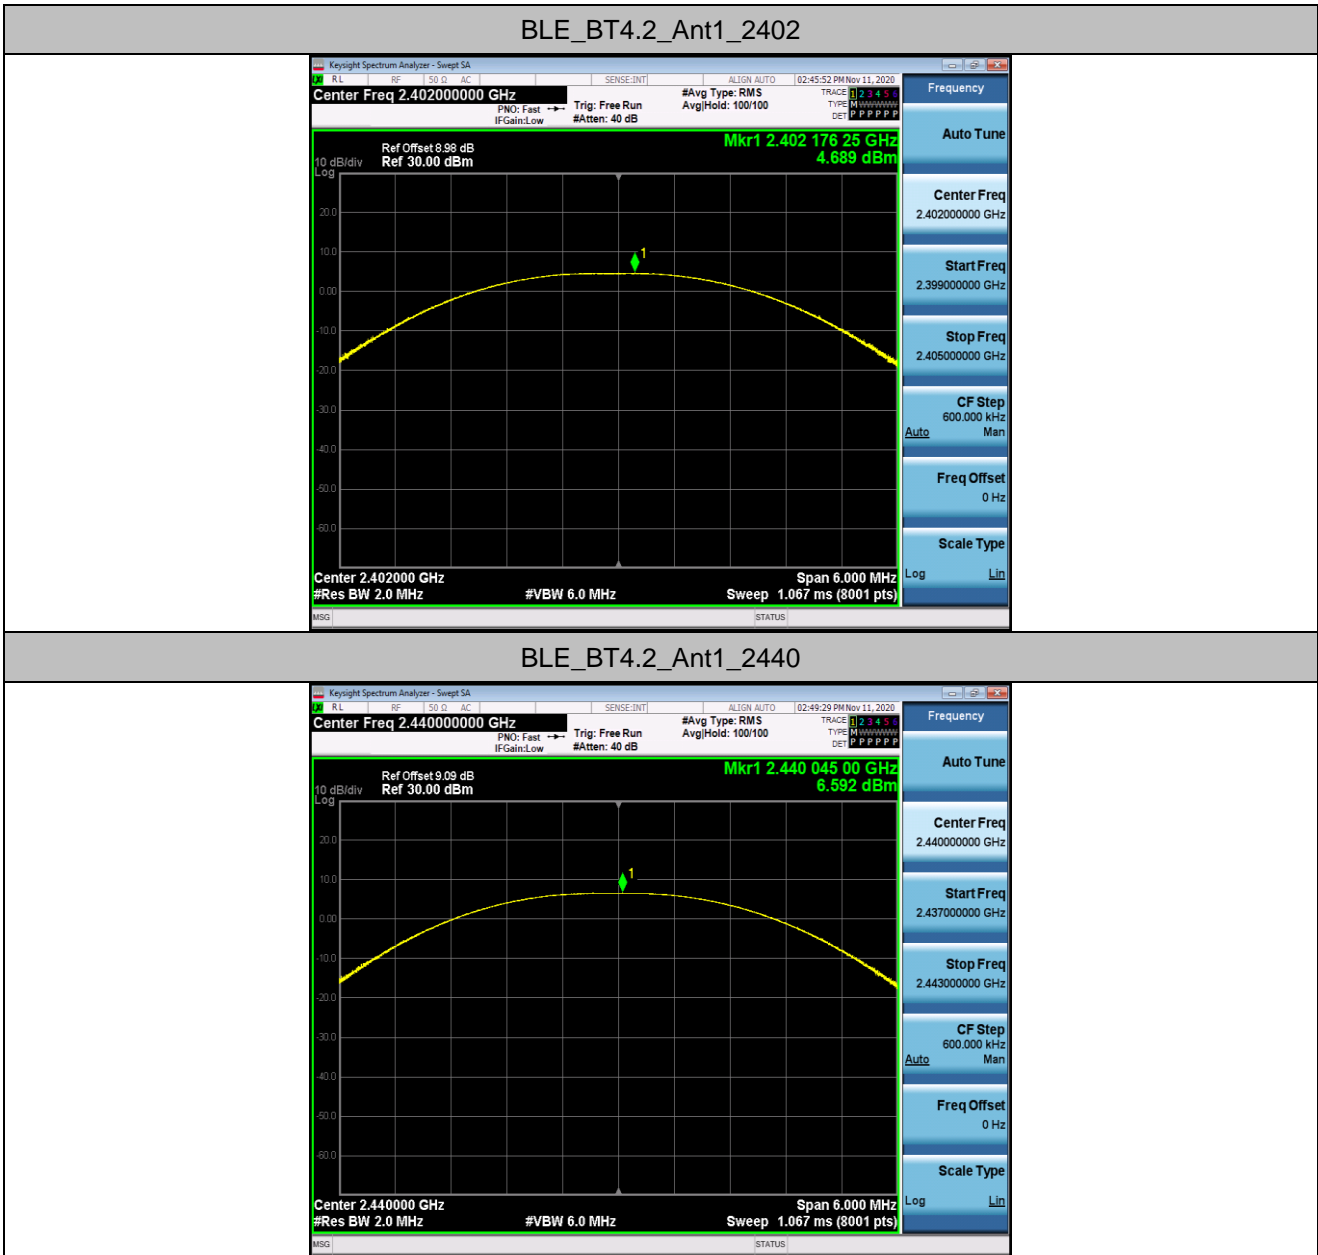 BLE_BT4.2_Ant1_2402
Keysight Spectrum Analyzer - Swept SA
RL RF 50 Ω AC SENSE:INT ALIGN AUTO 02:45:52 PM Nov 11, 2020
Center Freq 2.402000000 GHz
PNO: Fast
IFGain:Low
Trig: Free Run
#Atten: 40 dB
#Avg Type: RMS
Avg|Hold: 100/100
TRACE 1 2 3 4 5 6
TYPE M WWWWW
DET P P P P P P
Mkr1 2.402 176 25 GHz
4.689 dBm
Ref Offset 8.98 dB
10 dB/div Ref 30.00 dBm
Log
20.0
10.0
0.00
-10.0
-20.0
-30.0
-40.0
-50.0
-60.0
1
Center 2.402000 GHz Span 6.000 MHz
#Res BW 2.0 MHz #VBW 6.0 MHz Sweep 1.067 ms (8001 pts)
MSG STATUS
Frequency
Auto Tune
Center Freq
2.402000000 GHz
Start Freq
2.399000000 GHz
Stop Freq
2.405000000 GHz
CF Step
600.000 kHz
Auto Man
Freq Offset
0 Hz
Scale Type
Log Lin
BLE_BT4.2_Ant1_2440
Keysight Spectrum Analyzer - Swept SA
RL RF 50 Ω AC SENSE:INT ALIGN AUTO 02:49:29 PM Nov 11, 2020
Center Freq 2.440000000 GHz
PNO: Fast
IFGain:Low
Trig: Free Run
#Atten: 40 dB
#Avg Type: RMS
Avg|Hold: 100/100
TRACE 1 2 3 4 5 6
TYPE M WWWWW
DET P P P P P P
Mkr1 2.440 045 00 GHz
6.592 dBm
Ref Offset 9.09 dB
10 dB/div Ref 30.00 dBm
Log
20.0
10.0
0.00
-10.0
-20.0
-30.0
-40.0
-50.0
-60.0
1
Center 2.440000 GHz Span 6.000 MHz
#Res BW 2.0 MHz #VBW 6.0 MHz Sweep 1.067 ms (8001 pts)
MSG STATUS
Frequency
Auto Tune
Center Freq
2.440000000 GHz
Start Freq
2.437000000 GHz
Stop Freq
2.443000000 GHz
CF Step
600.000 kHz
Auto Man
Freq Offset
0 Hz
Scale Type
Log Lin